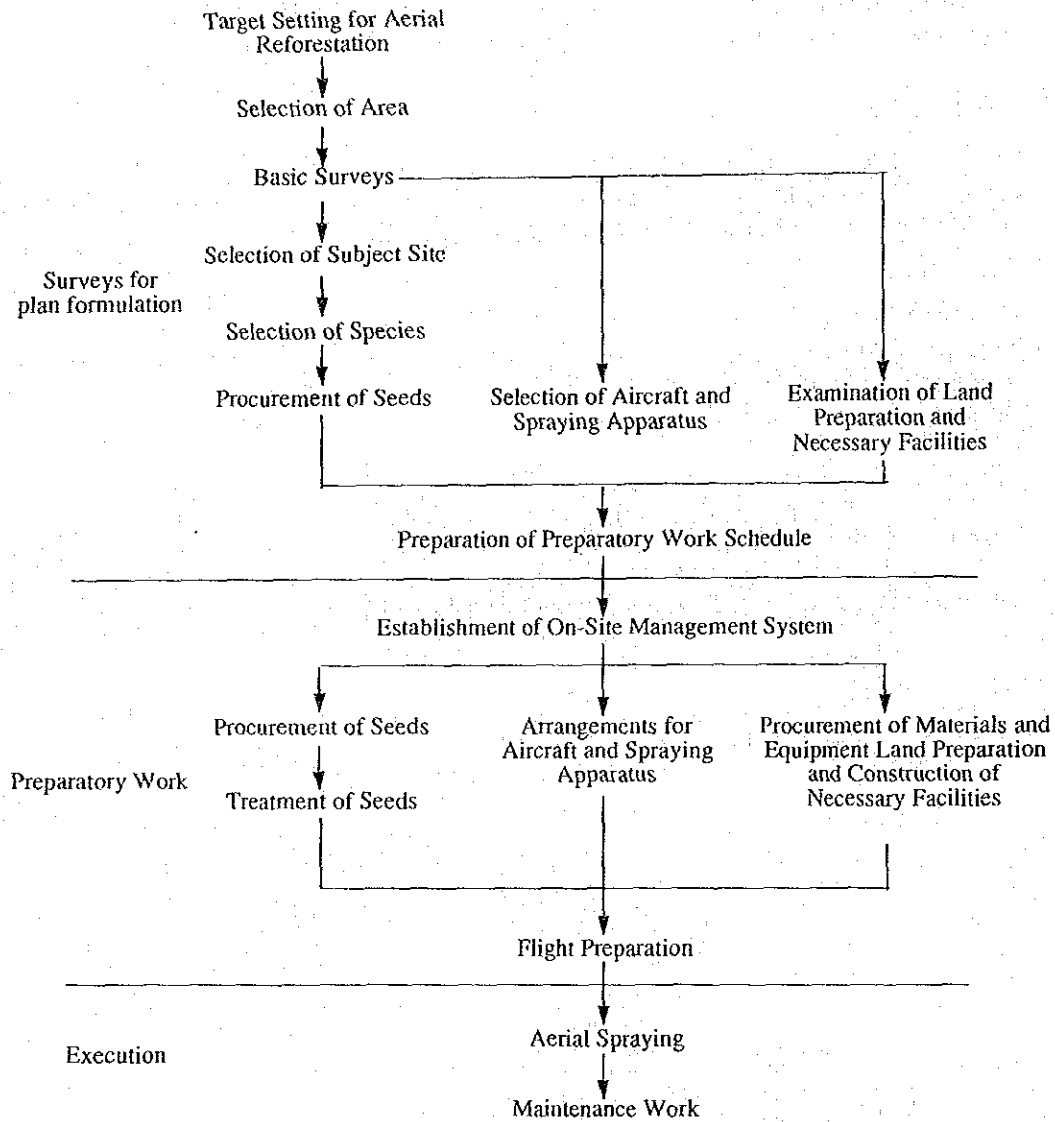 Target Setting for Aerial
Reforestation
Selection of Area
Basic Surveys
Selection of Subject Site
Surveys for
plan formulation
Selection of Species
Procurement of Seeds
Selection of Aircraft and
Spraying Apparatus
Examination of Land
Preparation and
Necessary Facilities
Preparation of Preparatory Work Schedule
Establishment of On-Site Management System
Procurement of Seeds
Arrangements for
Aircraft and Spraying
Apparatus
Procurement of Materials and
Equipment Land Preparation
and Construction of
Necessary Facilities
Preparatory Work
Treatment of Seeds
Flight Preparation
Aerial Spraying
Execution
Maintenance Work